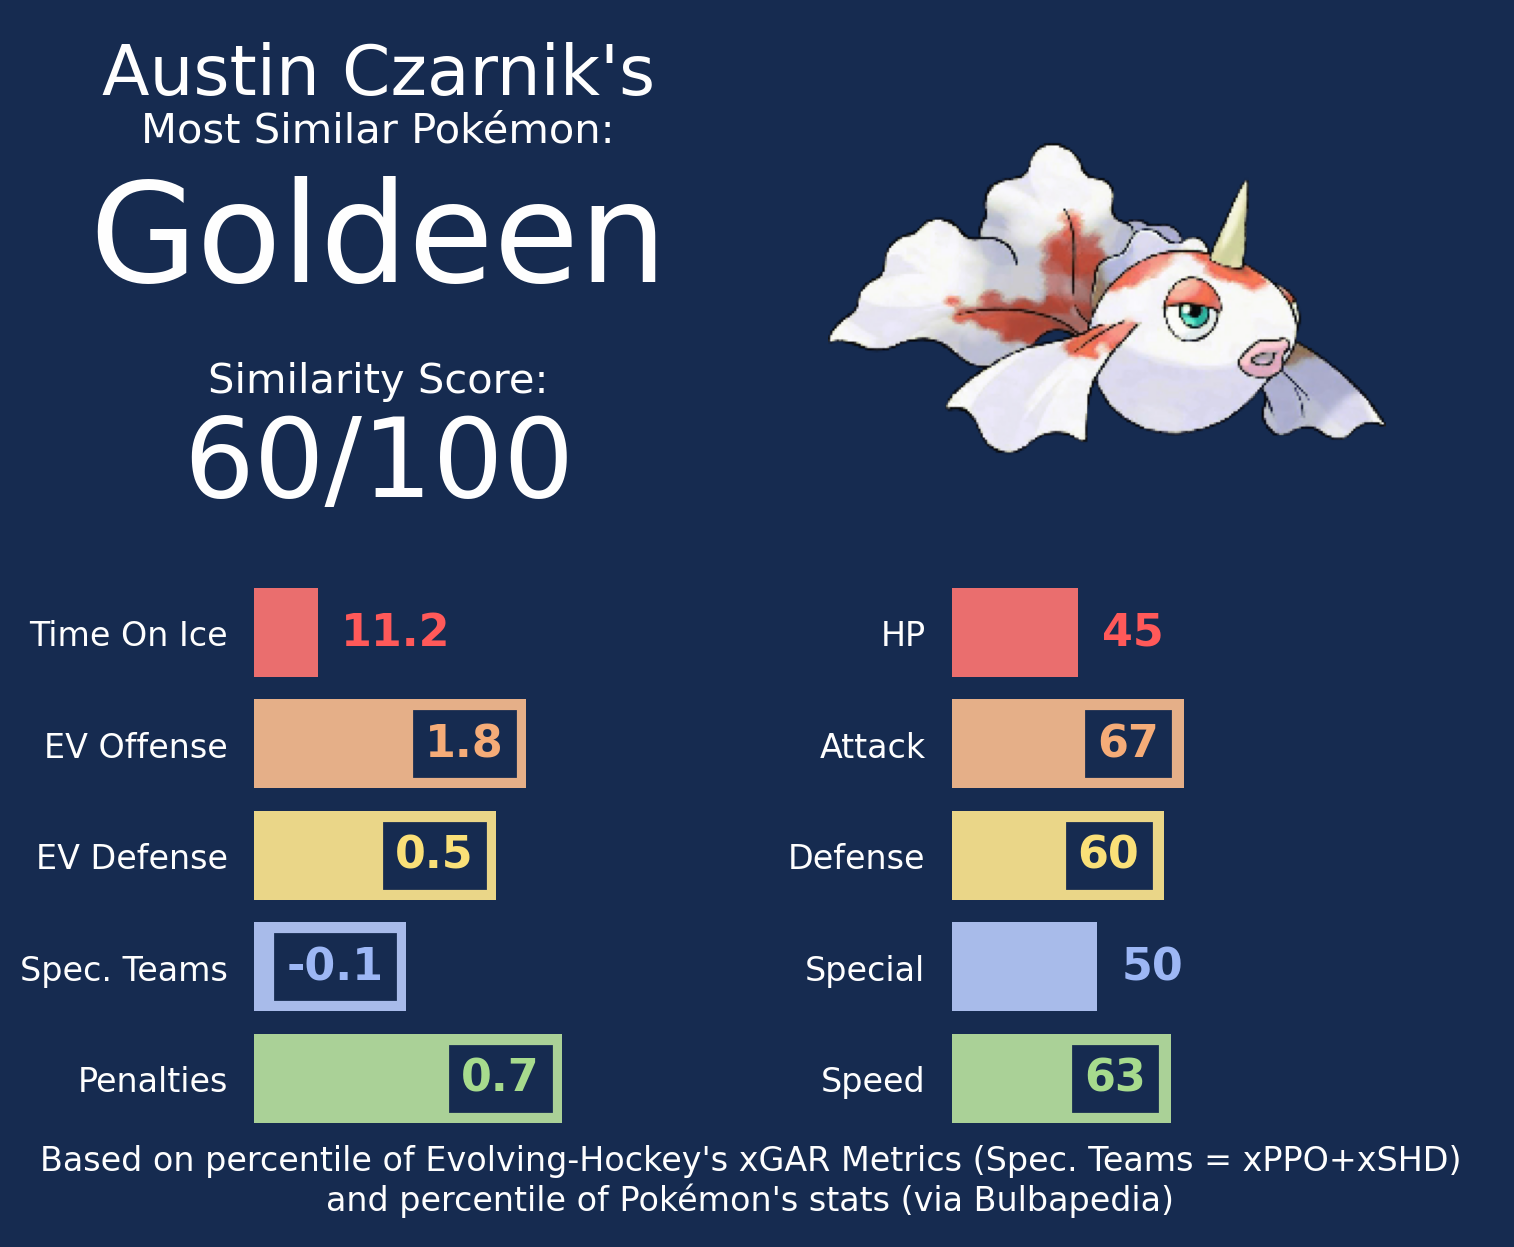 Austin Czarnik's
Most Similar Pokémon:
Goldeen
Similarity Score:
60/100
Time On Ice 11.2
EV Offense 1.8
EV Defense 0.5
Spec. Teams -0.1
Penalties 0.7
HP 45
Attack 67
Defense 60
Special 50
Speed 63
Based on percentile of Evolving-Hockey's xGAR Metrics (Spec. Teams = xPPO+xSHD)
and percentile of Pokémon's stats (via Bulbapedia)